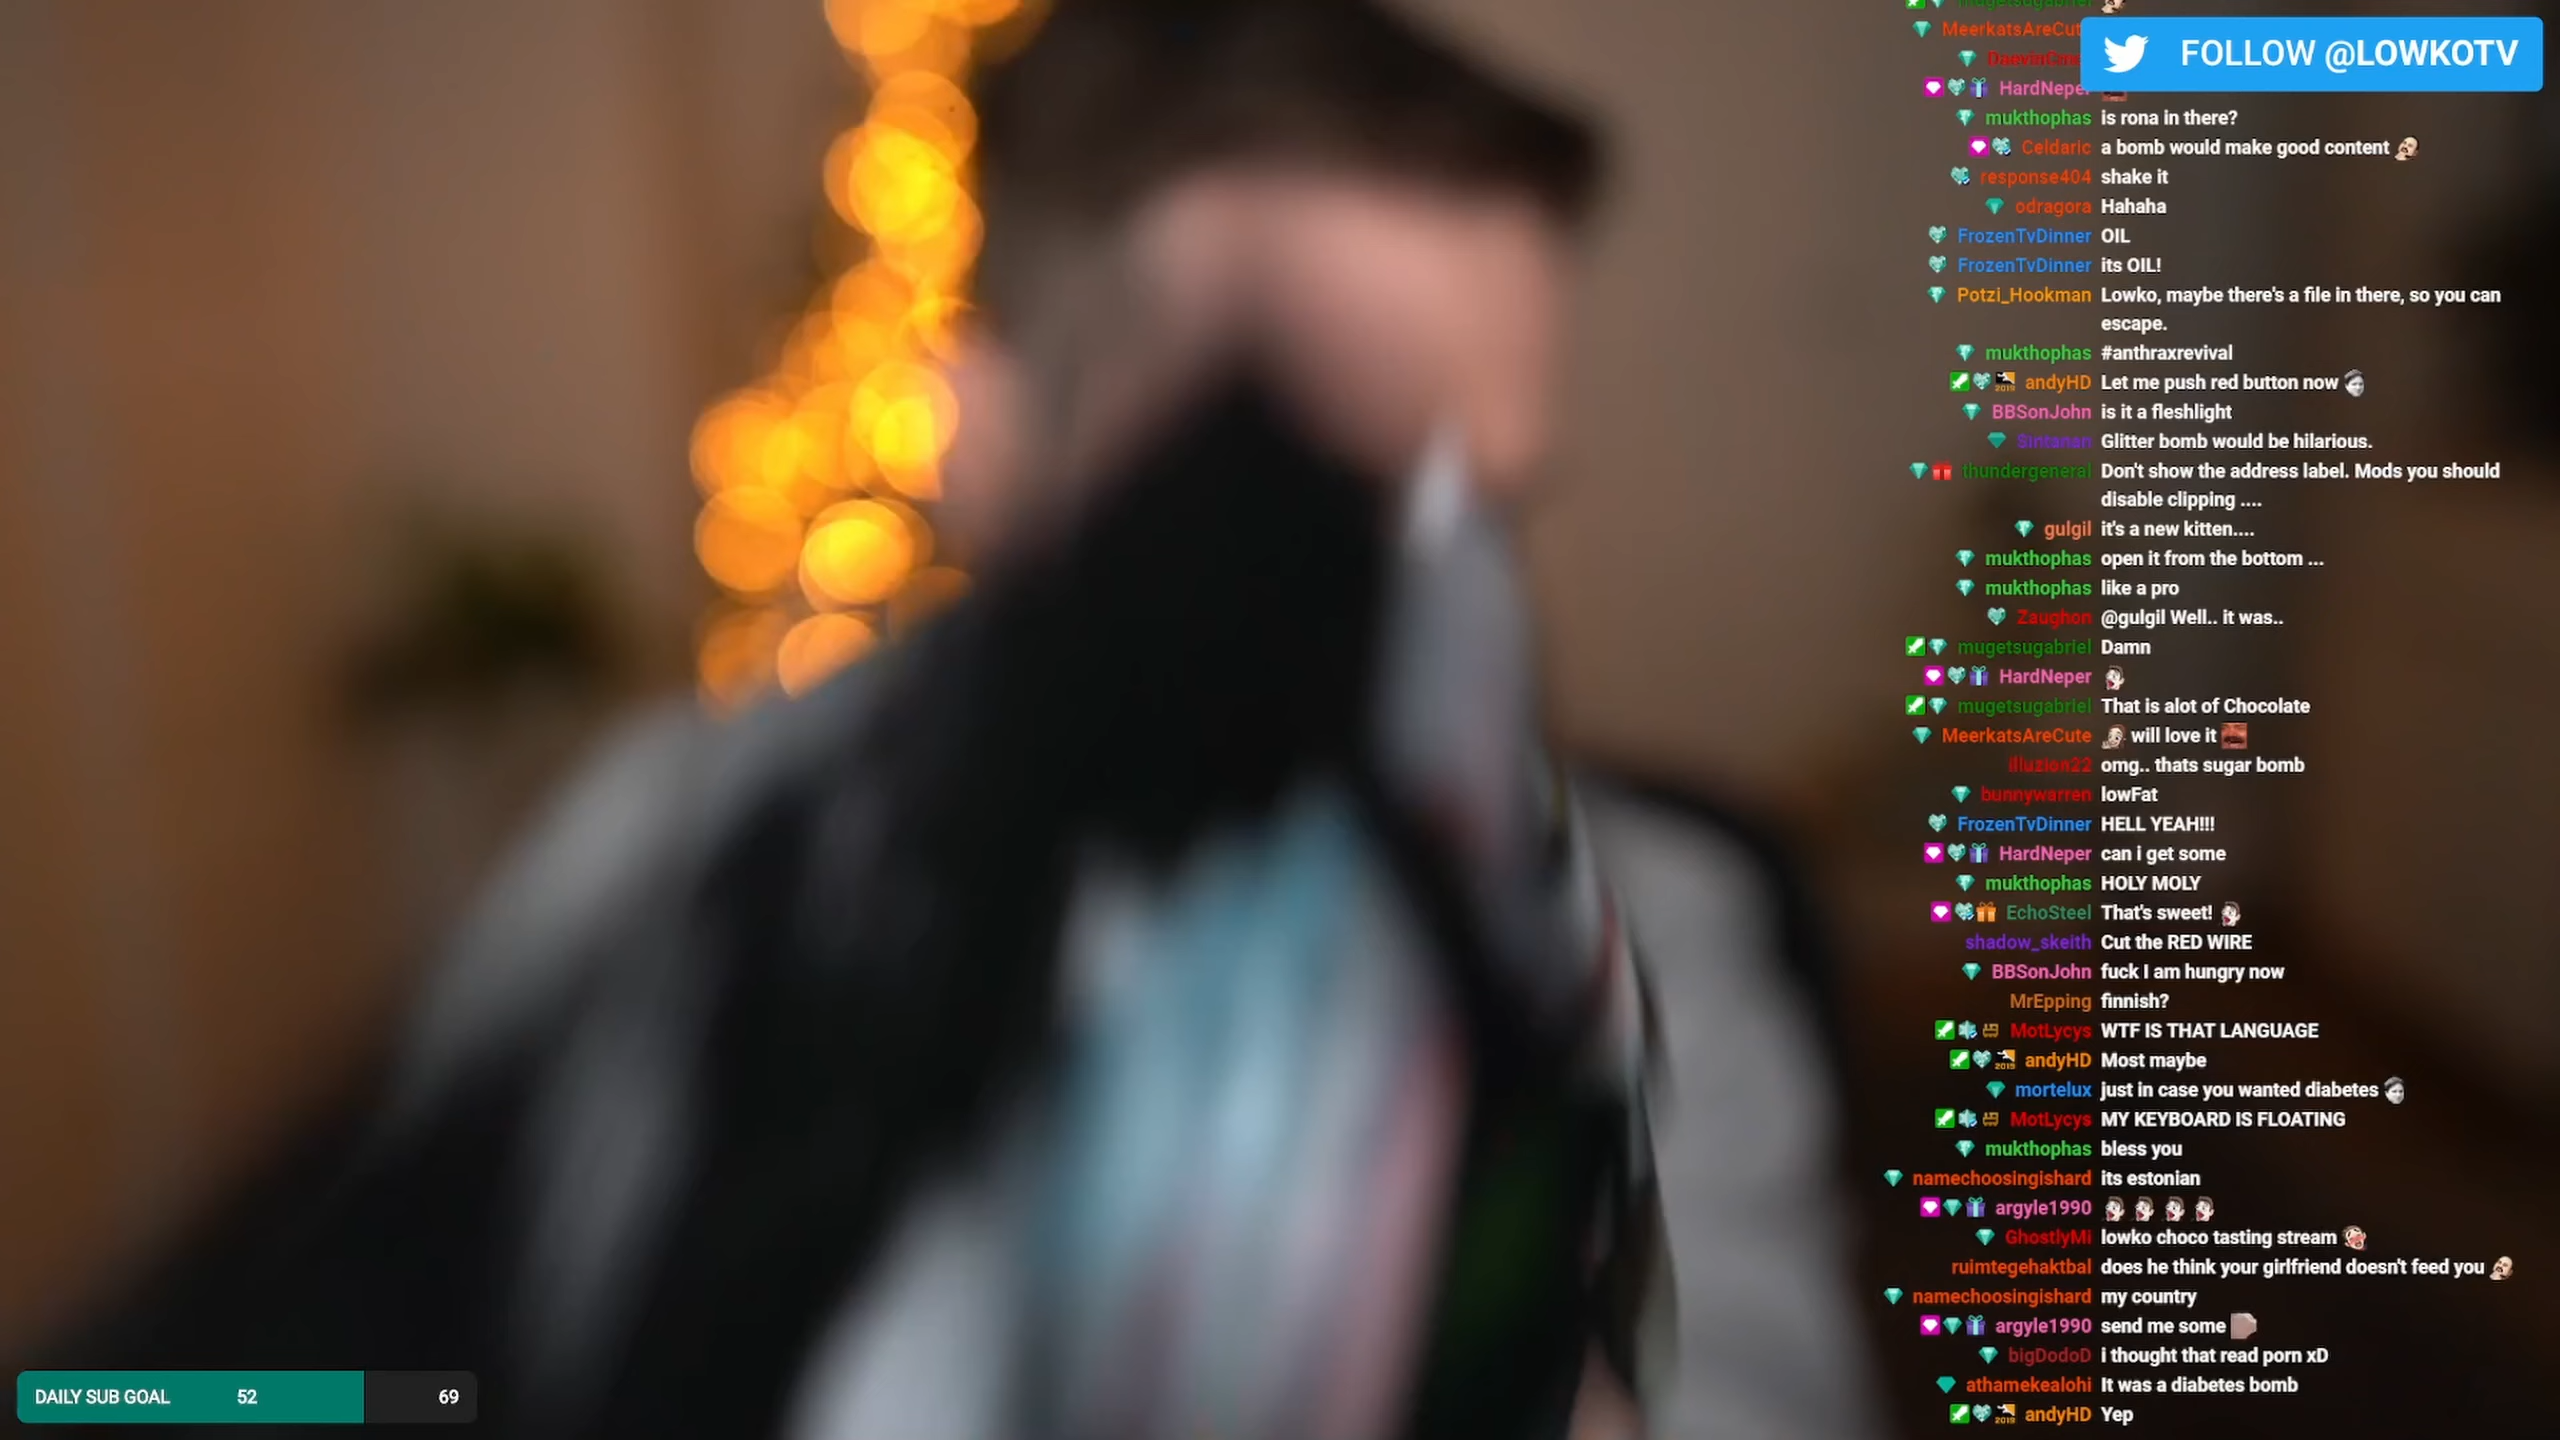 mugetsugabriel
FOLLOW @LOWKOTV
MeerkatsAreCut
HardNeper
mukthophas is rona in there?
Celdaric a bomb would make good content
response404 shake it
odragora Hahaha
FrozenTvDinner OIL
FrozenTvDinner its OIL!
Potzi_Hookman Lowko, maybe there's a file in there, so you can
escape.
mukthophas #anthraxrevival
andyHD Let me push red button now
BBSonJohn is it a fleshlight
Sintanan Glitter bomb would be hilarious.
thundergeneral Don't show the address label. Mods you should
disable clipping ....
gulgil it's a new kitten....
mukthophas open it from the bottom ...
mukthophas like a pro
Zaughon @gulgil Well.. it was..
mugetsugabriel Damn
HardNeper
mugetsugabriel That is alot of Chocolate
MeerkatsAreCute will love it
illuzion22 omg.. thats sugar bomb
bunnywarren lowFat
FrozenTvDinner HELL YEAH!!!
HardNeper can i get some
mukthophas HOLY MOLY
EchoSteel That's sweet!
shadow_skeith Cut the RED WIRE
BBSonJohn fuck I am hungry now
MrEpping finnish?
MotLycys WTF IS THAT LANGUAGE
andyHD Most maybe
mortelux just in case you wanted diabetes
MotLycys MY KEYBOARD IS FLOATING
mukthophas bless you
namechoosingishard its estonian
argyle1990
GhostlyMi lowko choco tasting stream
ruimtegehaktbal does he think your girlfriend doesn't feed you
namechoosingishard my country
argyle1990 send me some
bigDodoD i thought that read porn xD
athamekealohi It was a diabetes bomb
andyHD Yep
DAILY SUB GOAL 52 69